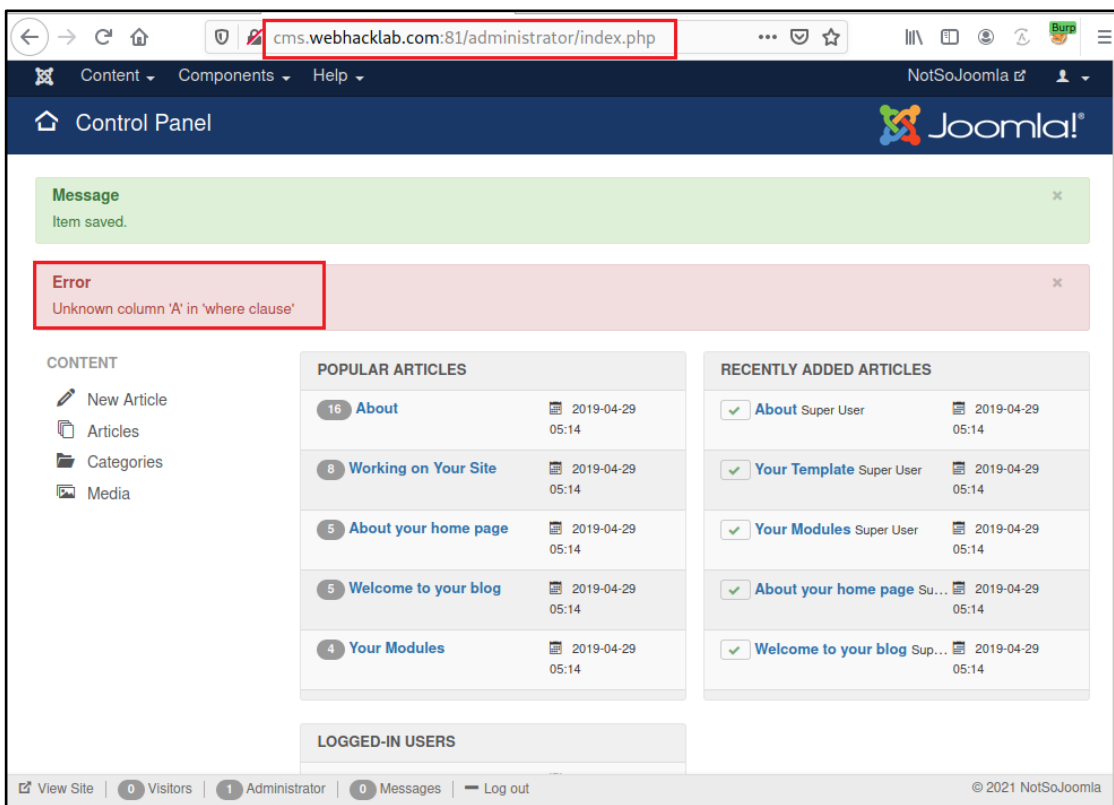 cms.webhacklab.com:81/administrator/index.php
Burp
Content Components Help NotSoJoomla
Control Panel Joomla!®
Message
Item saved.
Error
Unknown column 'A' in 'where clause'
CONTENT
New Article
Articles
Categories
Media
POPULAR ARTICLES
16 About 2019-04-29
05:14
8 Working on Your Site 2019-04-29
05:14
5 About your home page 2019-04-29
05:14
5 Welcome to your blog 2019-04-29
05:14
4 Your Modules 2019-04-29
05:14
RECENTLY ADDED ARTICLES
About Super User 2019-04-29
05:14
Your Template Super User 2019-04-29
05:14
Your Modules Super User 2019-04-29
05:14
About your home page Su... 2019-04-29
05:14
Welcome to your blog Sup... 2019-04-29
05:14
LOGGED-IN USERS
View Site 0 Visitors 1 Administrator 0 Messages Log out © 2021 NotSoJoomla